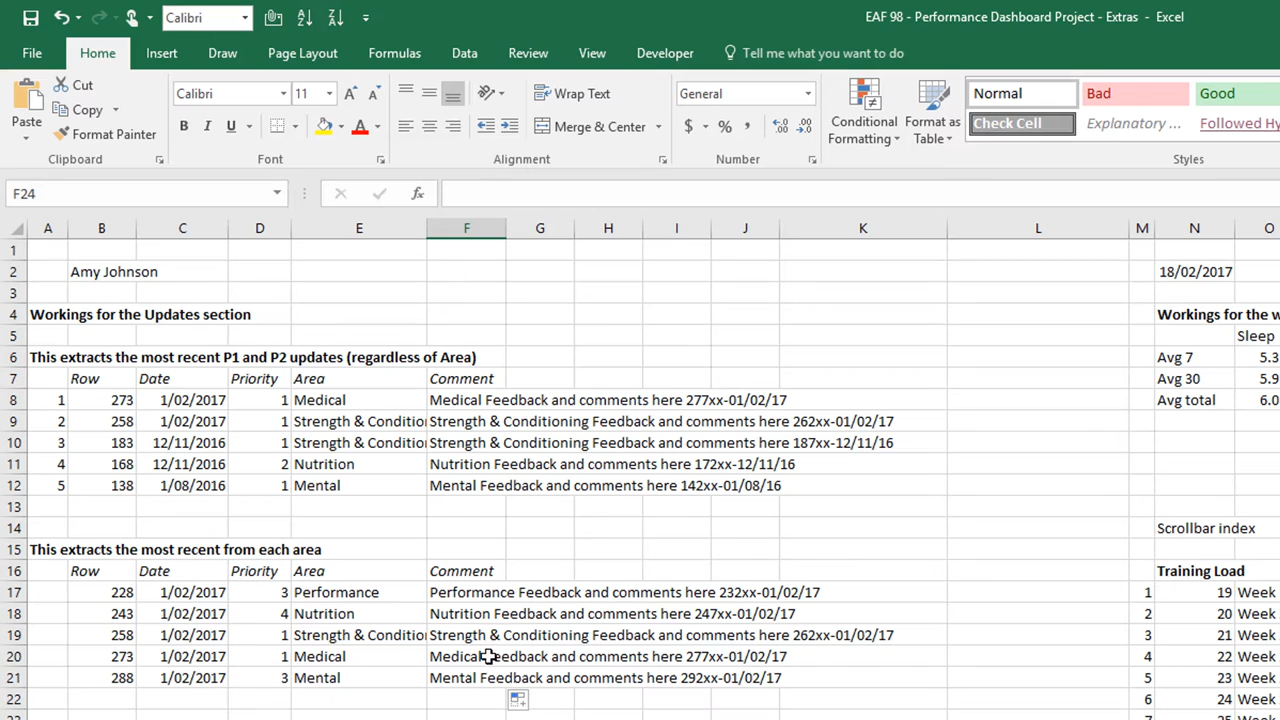 Calibri
EAF 98 - Performance Dashboard Project - Extras - Excel
File Home Insert Draw Page Layout Formulas Data Review View Developer Tell me what you want to do
Paste
Cut
Copy
Format Painter
Clipboard
Calibri 11
B I U A
Font
Wrap Text
Merge & Center
Alignment
General
$ % ,
Number
Conditional Formatting
Format as Table
Normal Bad Good
Check Cell Explanatory ... Followed Hy
Styles
F24 fx
A B C D E F G H I J K L M N O
1
2 Amy Johnson 18/02/2017
3
4 Workings for the Updates section Workings for the w
5 Sleep
6 This extracts the most recent P1 and P2 updates (regardless of Area) Avg 7 5.3
7 Row Date Priority Area Comment Avg 30 5.9
8 1 273 1/02/2017 1 Medical Medical Feedback and comments here 277xx-01/02/17 Avg total 6.0
9 2 258 1/02/2017 1 Strength & Conditio Strength & Conditioning Feedback and comments here 262xx-01/02/17
10 3 183 12/11/2016 1 Strength & Conditio Strength & Conditioning Feedback and comments here 187xx-12/11/16
11 4 168 12/11/2016 2 Nutrition Nutrition Feedback and comments here 172xx-12/11/16
12 5 138 1/08/2016 1 Mental Mental Feedback and comments here 142xx-01/08/16
13
14 Scrollbar index
15 This extracts the most recent from each area
16 Row Date Priority Area Comment Training Load
17 228 1/02/2017 3 Performance Performance Feedback and comments here 232xx-01/02/17 1 19 Week
18 243 1/02/2017 4 Nutrition Nutrition Feedback and comments here 247xx-01/02/17 2 20 Week
19 258 1/02/2017 1 Strength & Conditio Strength & Conditioning Feedback and comments here 262xx-01/02/17 3 21 Week
20 273 1/02/2017 1 Medical Medical Feedback and comments here 277xx-01/02/17 4 22 Week
21 288 1/02/2017 3 Mental Mental Feedback and comments here 292xx-01/02/17 5 23 Week
22 6 24 Week